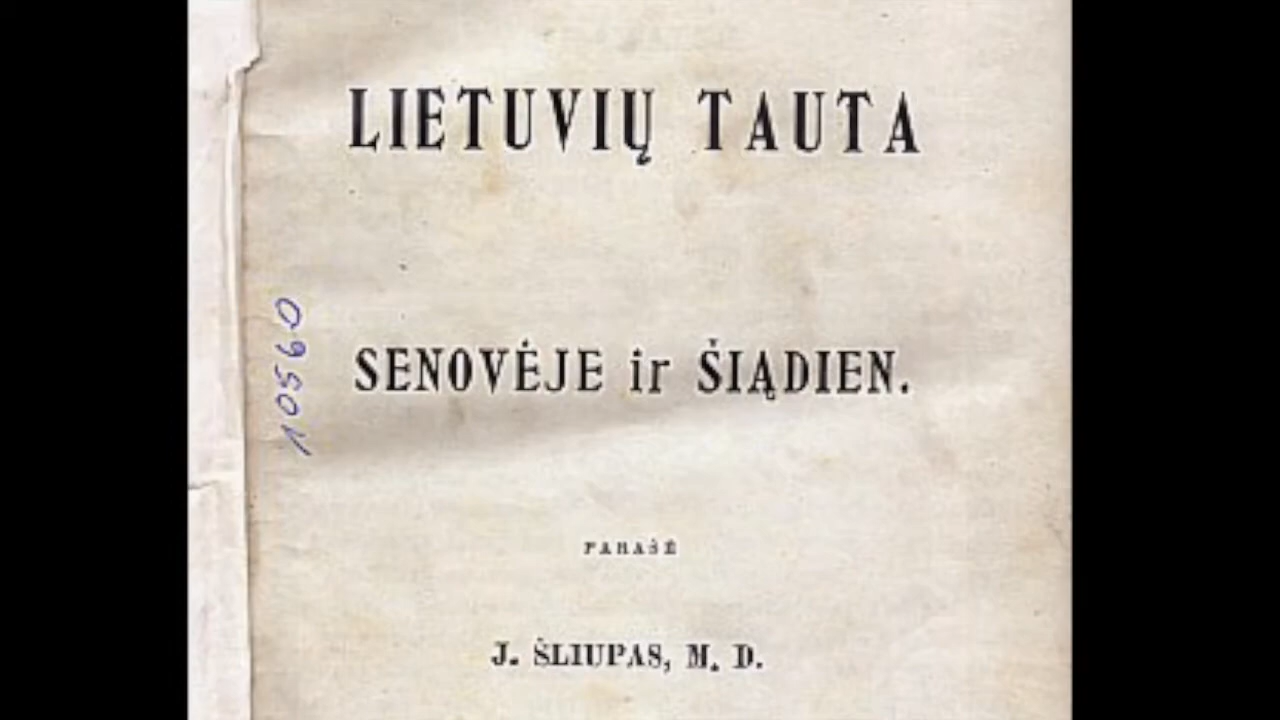 LIETUVIŲ TAUTA
10560
SENOVĖJE ir ŠIĄDIEN.
PARAŠĖ
J. ŠLIUPAS, M. D.